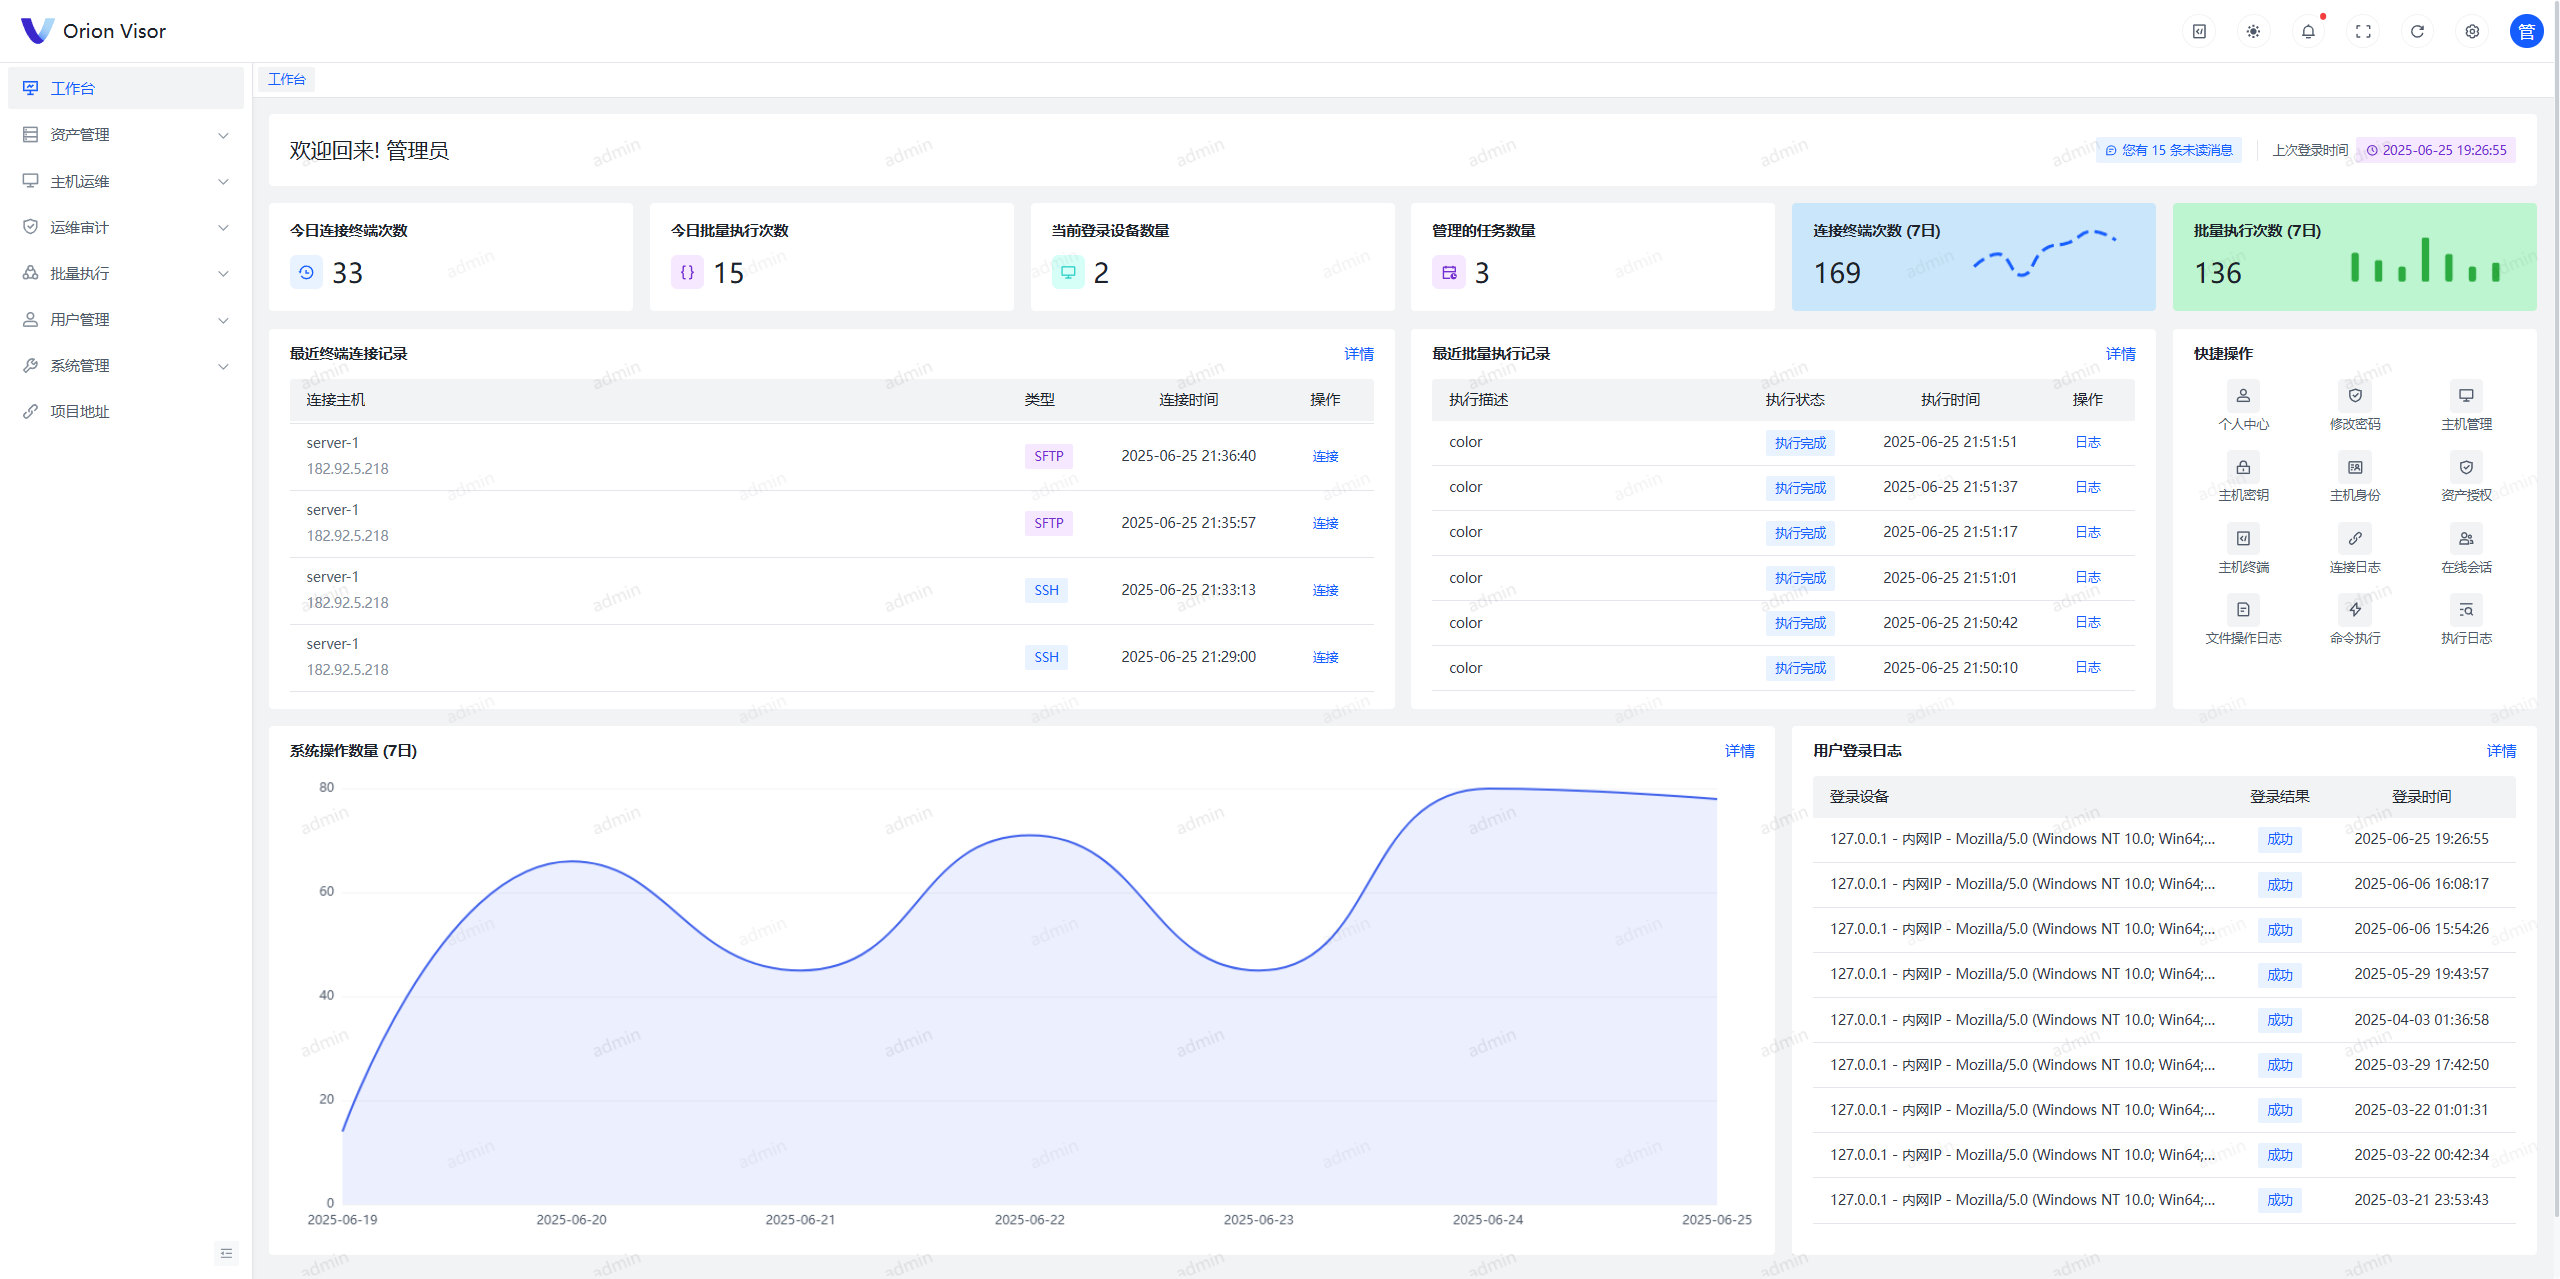 Orion Visor
管
工作台
资产管理
主机运维
运维审计
批量执行
用户管理
系统管理
项目地址
工作台
欢迎回来! 管理员
您有 15 条未读消息
上次登录时间
2025-06-25 19:26:55
今日连接终端次数
33
今日批量执行次数
15
当前登录设备数量
2
管理的任务数量
3
连接终端次数 (7日)
169
批量执行次数 (7日)
136
最近终端连接记录 详情
连接主机 类型 连接时间 操作
server-1
182.92.5.218
SFTP 2025-06-25 21:36:40 连接
server-1
182.92.5.218
SFTP 2025-06-25 21:35:57 连接
server-1
182.92.5.218
SSH 2025-06-25 21:33:13 连接
server-1
182.92.5.218
SSH 2025-06-25 21:29:00 连接
最近批量执行记录 详情
执行描述 执行状态 执行时间 操作
color 执行完成 2025-06-25 21:51:51 日志
color 执行完成 2025-06-25 21:51:37 日志
color 执行完成 2025-06-25 21:51:17 日志
color 执行完成 2025-06-25 21:51:01 日志
color 执行完成 2025-06-25 21:50:42 日志
color 执行完成 2025-06-25 21:50:10 日志
快捷操作
个人中心 修改密码 主机管理
主机密钥 主机身份 资产授权
主机终端 连接日志 在线会话
文件操作日志 命令执行 执行日志
系统操作数量 (7日) 详情
80
60
40
20
0
2025-06-19 2025-06-20 2025-06-21 2025-06-22 2025-06-23 2025-06-24 2025-06-25
用户登录日志 详情
登录设备 登录结果 登录时间
127.0.0.1 - 内网IP - Mozilla/5.0 (Windows NT 10.0; Win64;... 成功 2025-06-25 19:26:55
127.0.0.1 - 内网IP - Mozilla/5.0 (Windows NT 10.0; Win64;... 成功 2025-06-06 16:08:17
127.0.0.1 - 内网IP - Mozilla/5.0 (Windows NT 10.0; Win64;... 成功 2025-06-06 15:54:26
127.0.0.1 - 内网IP - Mozilla/5.0 (Windows NT 10.0; Win64;... 成功 2025-05-29 19:43:57
127.0.0.1 - 内网IP - Mozilla/5.0 (Windows NT 10.0; Win64;... 成功 2025-04-03 01:36:58
127.0.0.1 - 内网IP - Mozilla/5.0 (Windows NT 10.0; Win64;... 成功 2025-03-29 17:42:50
127.0.0.1 - 内网IP - Mozilla/5.0 (Windows NT 10.0; Win64;... 成功 2025-03-22 01:01:31
127.0.0.1 - 内网IP - Mozilla/5.0 (Windows NT 10.0; Win64;... 成功 2025-03-22 00:42:34
127.0.0.1 - 内网IP - Mozilla/5.0 (Windows NT 10.0; Win64;... 成功 2025-03-21 23:53:43
admin